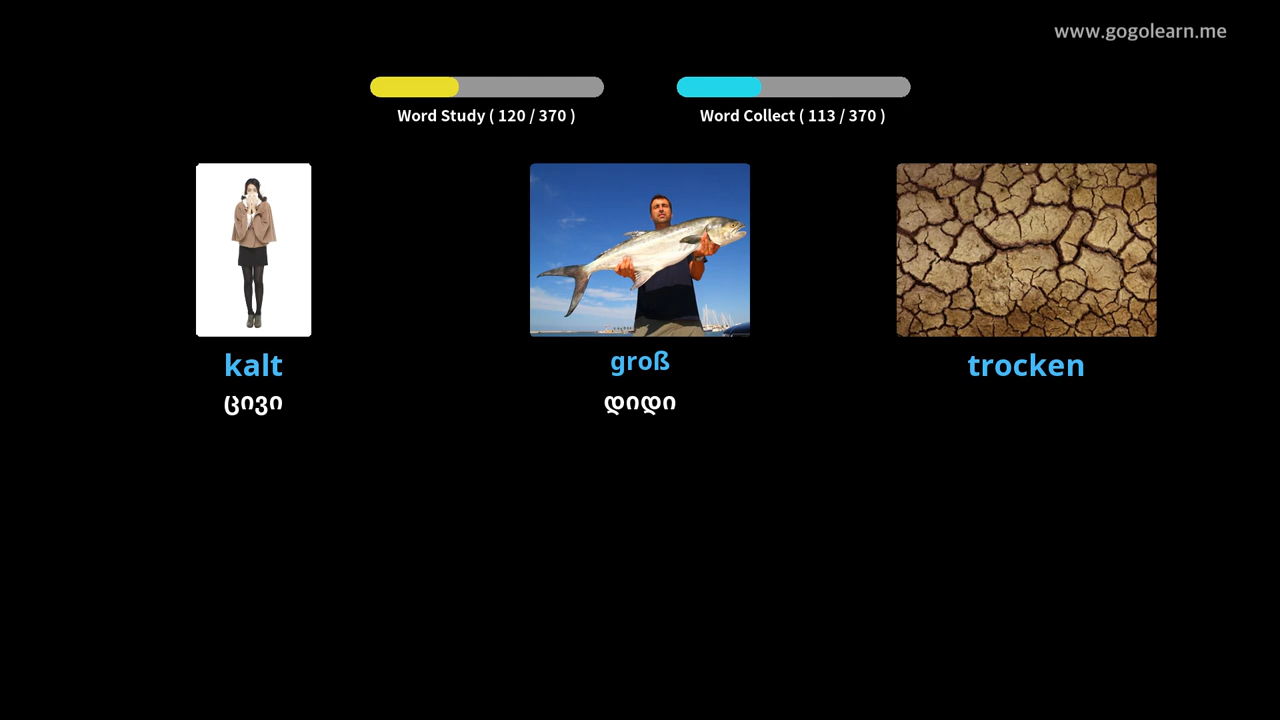 www.gogolearn.me
Word Study ( 120 / 370 )
Word Collect ( 113 / 370 )
kalt
ცივი
groß
დიდი
trocken